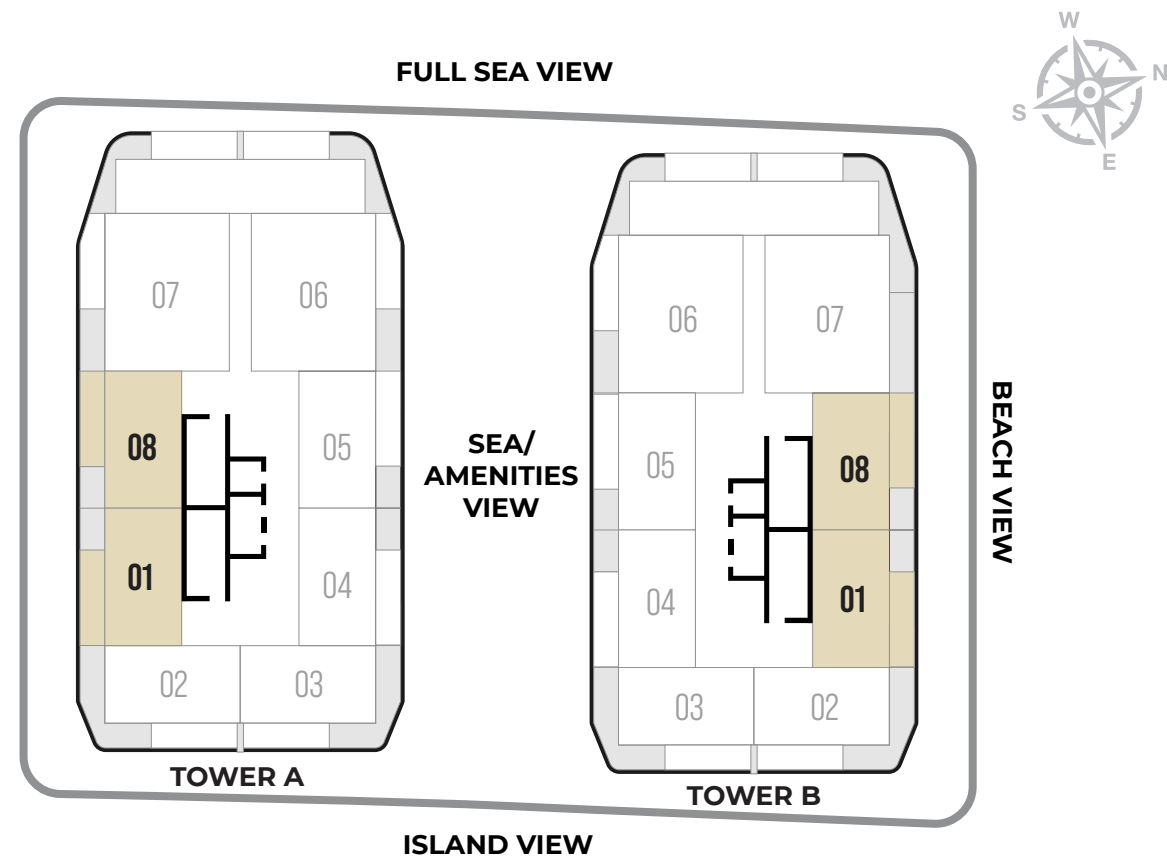 W
N
S
E
FULL SEA VIEW
07
06
08
05
01
04
02
03
TOWER A
SEA/
AMENITIES
VIEW
06
07
05
08
04
01
03
02
TOWER B
BEACH VIEW
ISLAND VIEW